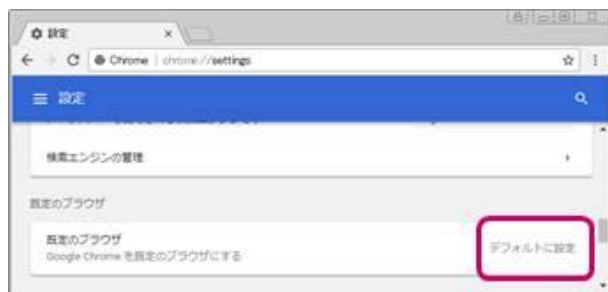 設定
Chrome chrome://settings
設定
検索エンジンの管理
既定のブラウザ
既定のブラウザ
Google Chrome を既定のブラウザにする
デフォルトに設定